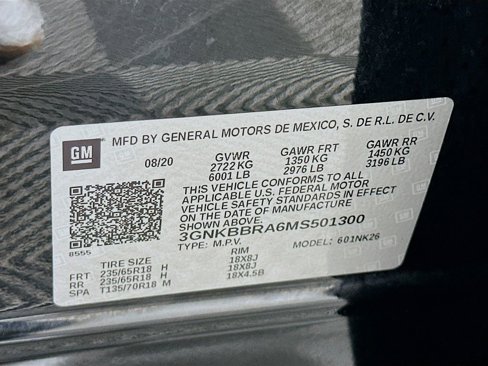 GM
MFD BY GENERAL MOTORS DE MEXICO, S. DE R.L. DE C.V.
08/20 GVWR GAWR FRT GAWR RR
2722 KG 1350 KG 1450 KG
6001 LB 2976 LB 3196 LB
THIS VEHICLE CONFORMS TO ALL
APPLICABLE U.S. FEDERAL MOTOR
VEHICLE SAFETY
IN EFFECT ON THE DATE OF MANUFACTURE
SHOWN ABOVE.
3GNKBBRA6MS501300
8555 TYPE: M.P.V. MODEL: 601NK26
TIRE SIZE RIM
FRT 235/65R18 H 18X8J
RR 235/65R18 H 18X8J
SPA T135/70R18 M 18X4.5B